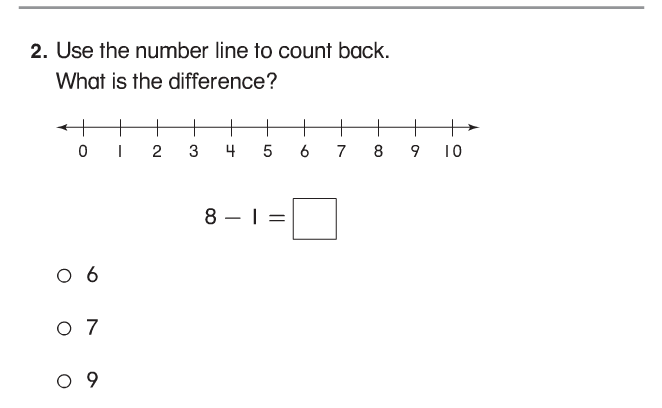 2. Use the number line to count back.
What is the difference?
0 1 2 3 4 5 6 7 8 9 10
8 – 1 =
6
7
9